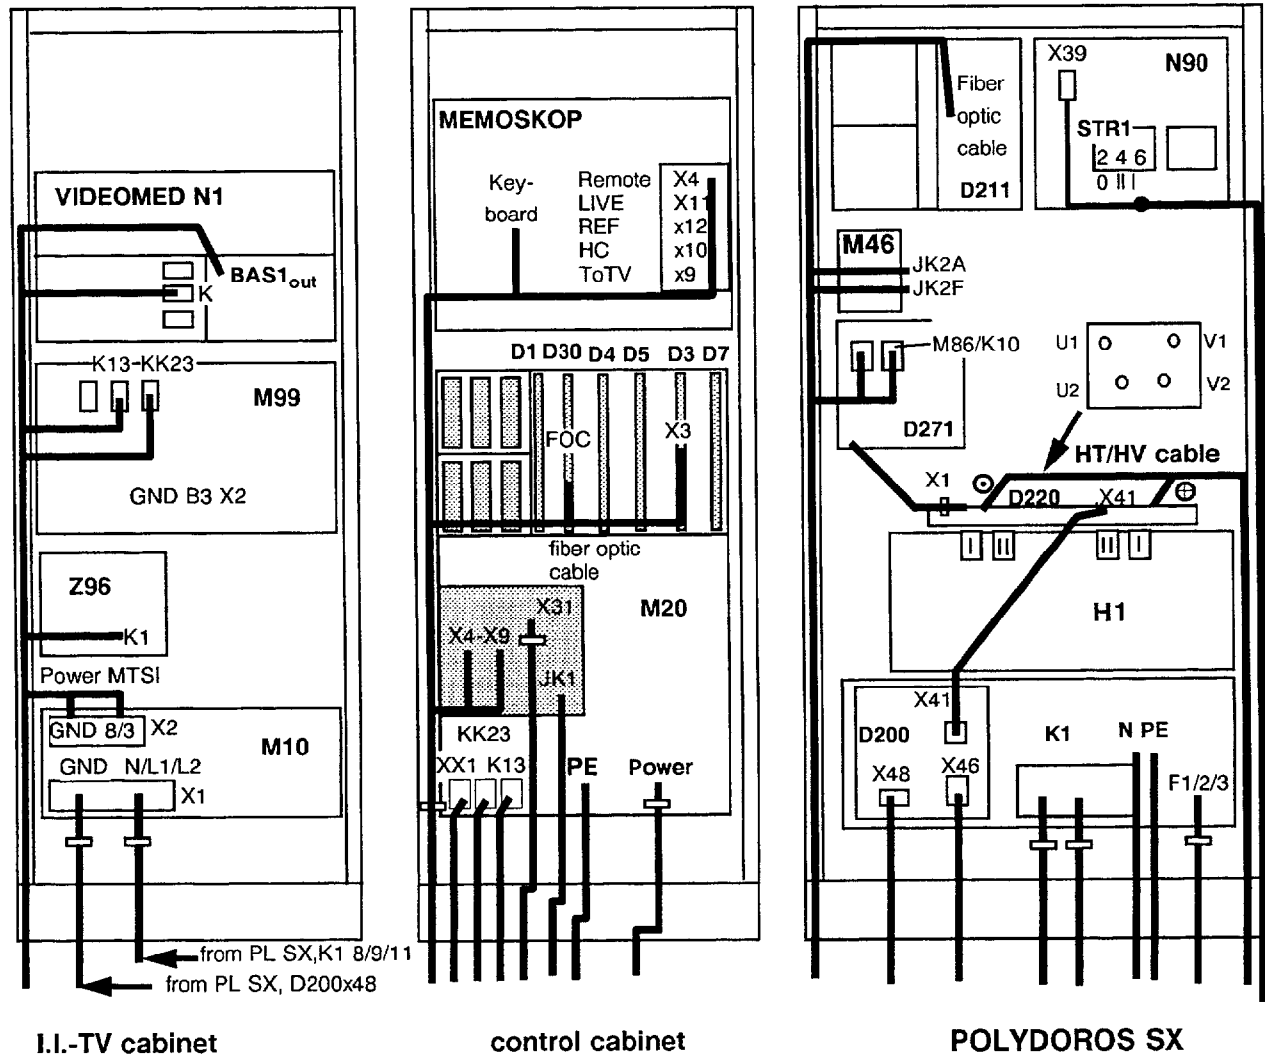 VIDEOMED N1
BAS1out
K
K13-KK23
M99
GND B3 X2
Z96
K1
Power MTSI
GND 8/3 X2
M10
GND N/L1/L2
X1
from PL SX,K1 8/9/11
from PL SX, D200x48
I.I.-TV cabinet
MEMOSKOP
Key-
board
Remote X4
LIVE X11
REF x12
HC x10
ToTV x9
D1 D30 D4 D5 D3 D7
FOC
X3
fiber optic
cable
X31
M20
X4-X9
JK1
KK23
XX1 K13
PE Power
control cabinet
X39
N90
Fiber
optic
cable
D211
STR1
2 4 6
0 II I
M46
JK2A
JK2F
M86/K10
D271
U1 V1
U2 V2
HT/HV cable
X1
D220 X41
I II II I
H1
X41
D200
K1
N PE
X48 X46
F1/2/3
POLYDOROS SX